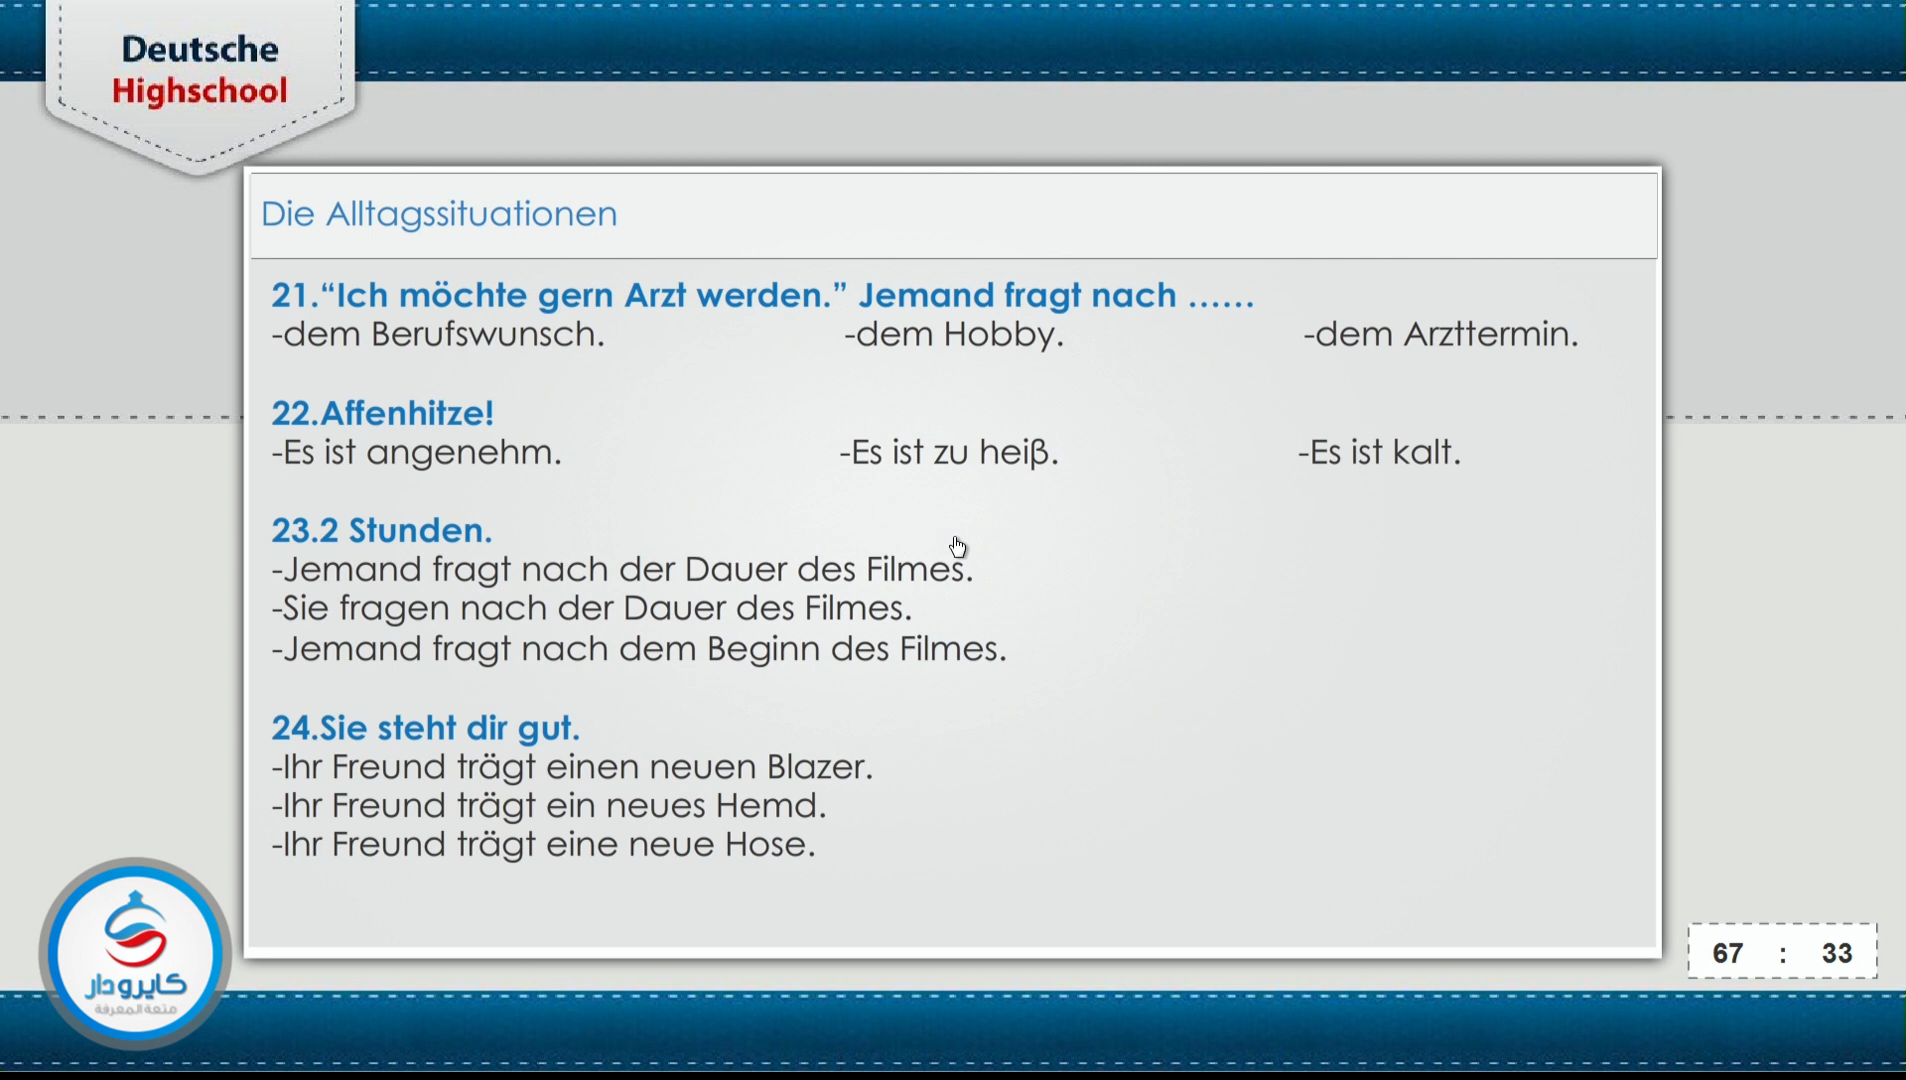 Deutsche
Highschool
Die Alltagssituationen
21.“Ich möchte gern Arzt werden.” Jemand fragt nach ......
-dem Berufswunsch. -dem Hobby. -dem Arzttermin.
22.Affenhitze!
-Es ist angenehm. -Es ist zu heiß. -Es ist kalt.
23.2 Stunden.
-Jemand fragt nach der Dauer des Filmes.
-Sie fragen nach der Dauer des Filmes.
-Jemand fragt nach dem Beginn des Filmes.
24.Sie steht dir gut.
-Ihr Freund trägt einen neuen Blazer.
-Ihr Freund trägt ein neues Hemd.
-Ihr Freund trägt eine neue Hose.
كايرودار
متعة المعرفة
67 : 33